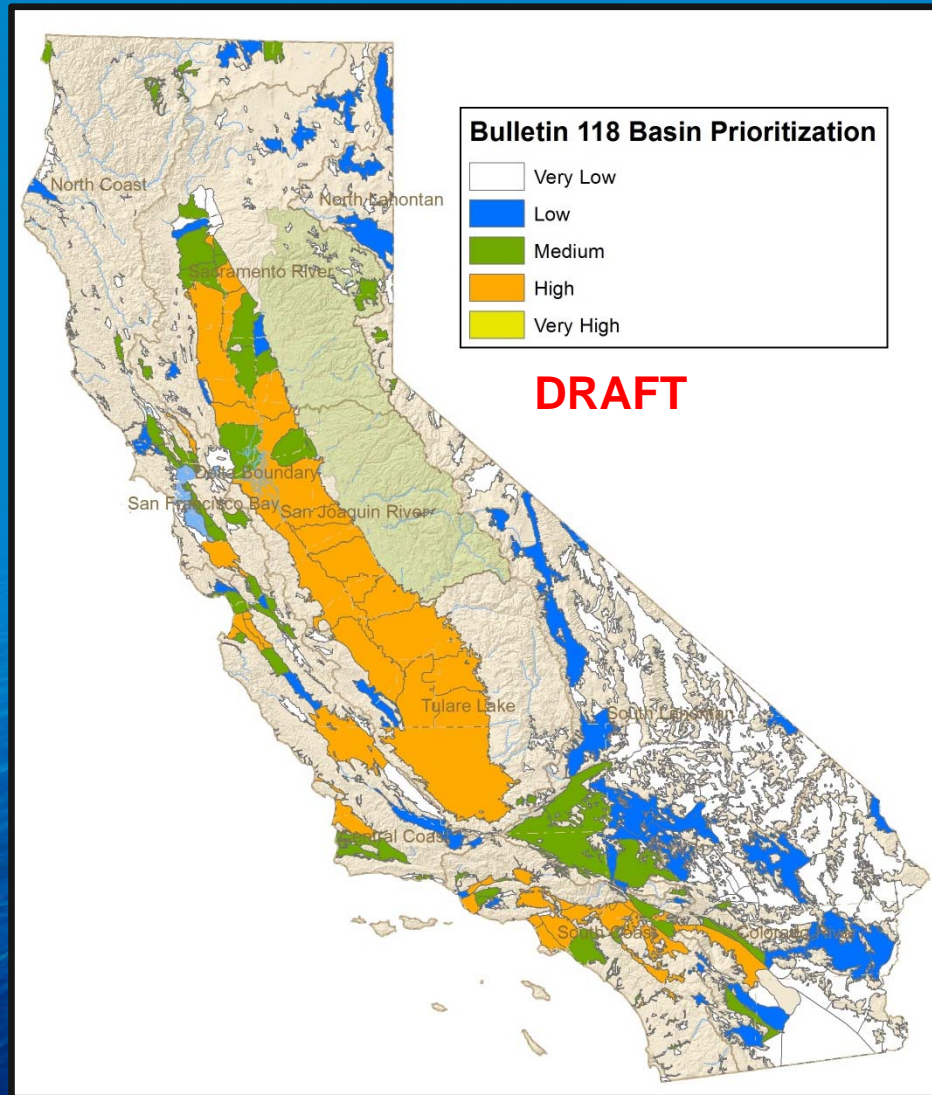 Bulletin 118 Basin Prioritization
Very Low
Low
Medium
High
Very High
DRAFT
North Coast
North Lahontan
Sacramento River
Delta Boundary
San Francisco Bay
San Joaquin River
Tulare Lake
South Lahontan
Central Coast
South Coast
Colorado River